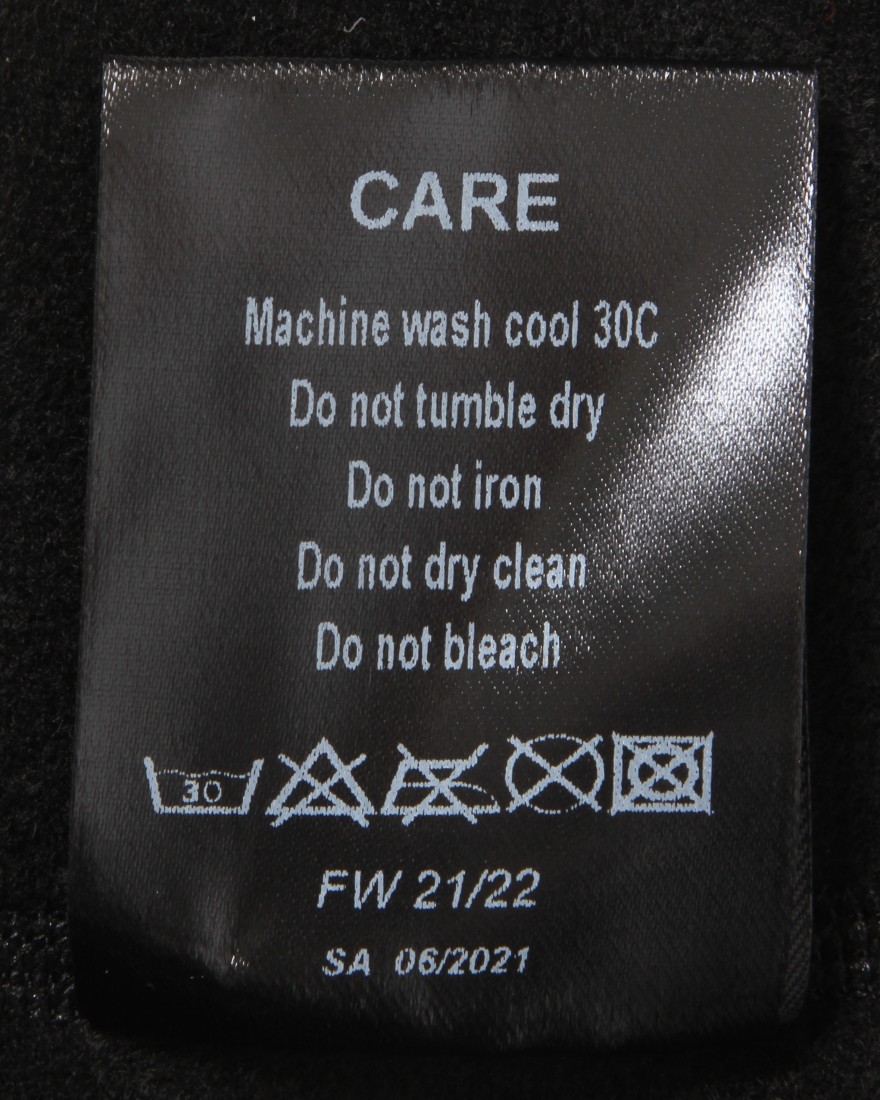 CARE
Machine wash cool 30C
Do not tumble dry
Do not iron
Do not dry clean
Do not bleach
30
FW 21/22
SA 06/2021